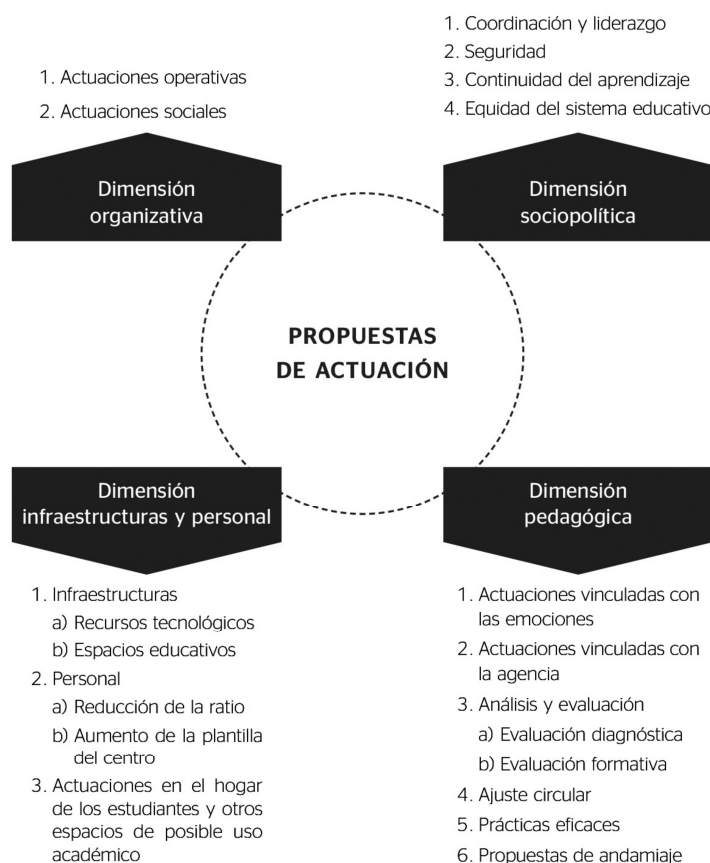 1. Actuaciones operativas
2. Actuaciones sociales
Dimensión
organizativa
1. Coordinación y liderazgo
2. Seguridad
3. Continuidad del aprendizaje
4. Equidad del sistema educativo
Dimensión
sociopolítica
PROPUESTAS
DE ACTUACIÓN
Dimensión
infraestructuras y personal
1. Infraestructuras
a) Recursos tecnológicos
b) Espacios educativos
2. Personal
a) Reducción de la ratio
b) Aumento de la plantilla
del centro
3. Actuaciones en el hogar
de los estudiantes y otros
espacios de posible uso
académico
Dimensión
pedagógica
1. Actuaciones vinculadas con
las emociones
2. Actuaciones vinculadas con
la agencia
3. Análisis y evaluación
a) Evaluación diagnóstica
b) Evaluación formativa
4. Ajuste circular
5. Prácticas eficaces
6. Propuestas de andamiaje